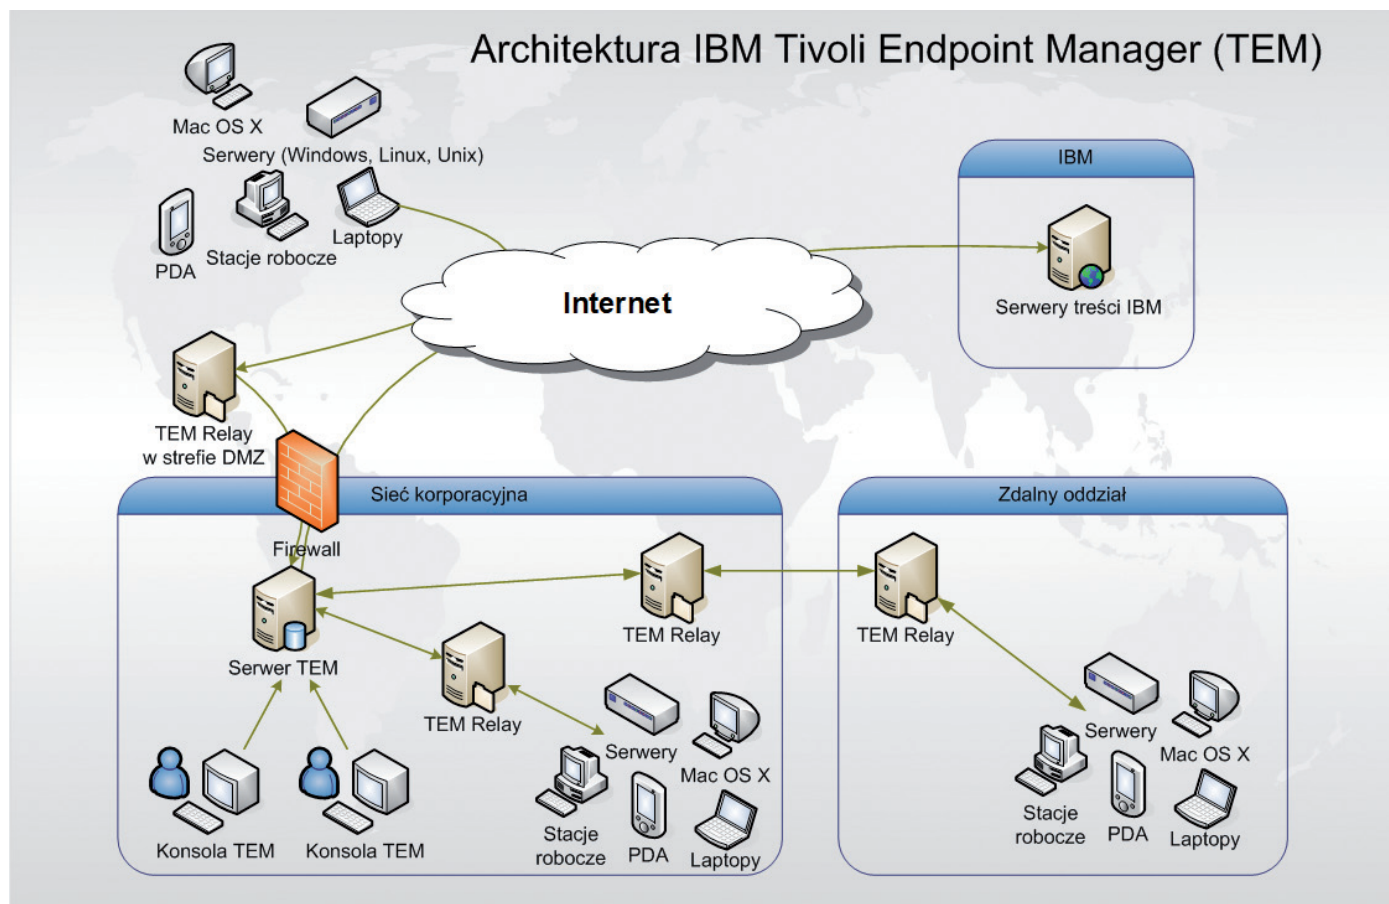 Architektura IBM Tivoli Endpoint Manager (TEM)
Mac OS X
Serwery (Windows, Linux, Unix)
PDA
Stacje robocze
Laptopy
Internet
IBM
Serwery treści IBM
TEM Relay
w strefie DMZ
Firewall
Sieć korporacyjna
Serwer TEM
TEM Relay
TEM Relay
Konsola TEM
Konsola TEM
Serwery
Mac OS X
Stacje
robocze
PDA
Laptopy
Zdalny oddział
TEM Relay
Serwery
Mac OS X
Stacje
robocze
PDA
Laptopy